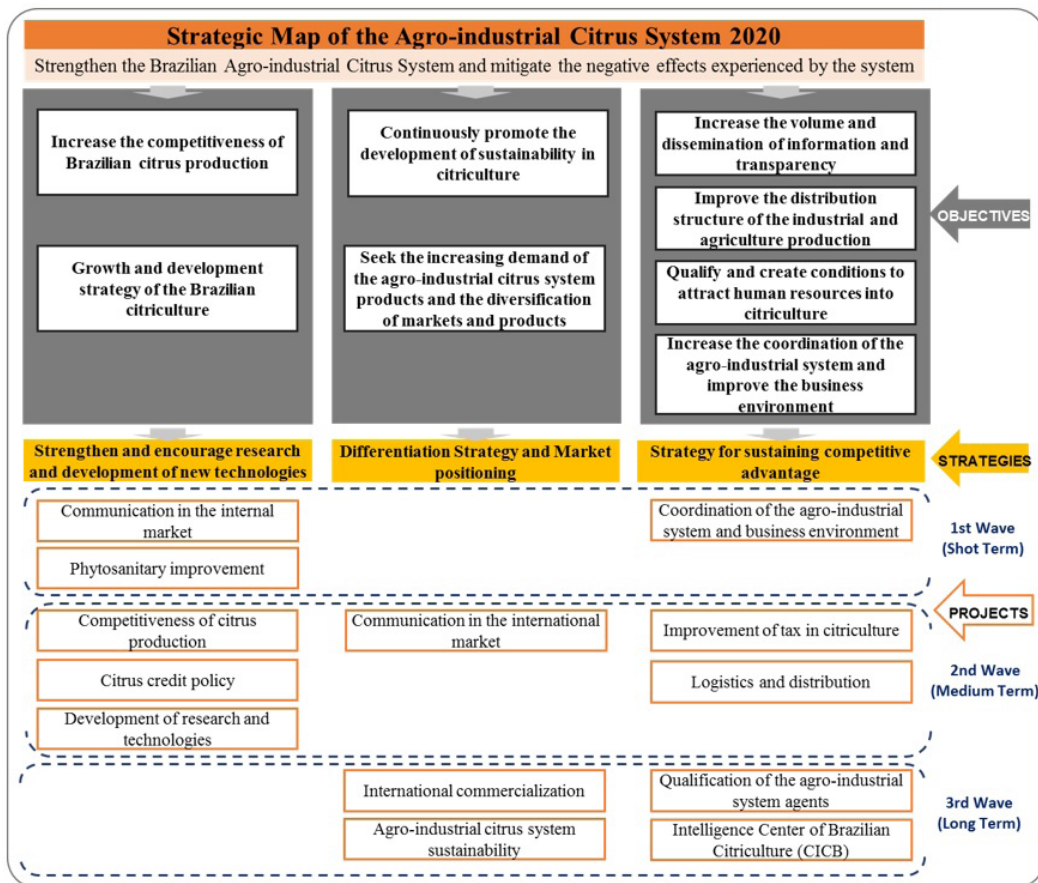 Strategic Map of the Agro-industrial Citrus System 2020
Strengthen the Brazilian Agro-industrial Citrus System and mitigate the negative effects experienced by the system
Increase the competitiveness of
Brazilian citrus production
Growth and development
strategy of the Brazilian
citriculture
Continuously promote the
development of sustainability in
citriculture
Seek the increasing demand of
the agro-industrial citrus system
products and the diversification
of markets and products
Increase the volume and
dissemination of information and
transparency
Improve the distribution
structure of the industrial and
agriculture production
Qualify and create conditions to
attract human resources into
citriculture
Increase the coordination of the
agro-industrial system and
improve the business
environment
OBJECTIVES
Strengthen and encourage research
and development of new technologies
Differentiation Strategy and Market
positioning
Strategy for sustaining competitive
advantage
STRATEGIES
Communication in the internal
market
Phytosanitary improvement
Coordination of the agro-industrial
system and business environment
1st Wave
(Shot Term)
PROJECTS
Competitiveness of citrus
production
Citrus credit policy
Development of research and
technologies
Communication in the international
market
Improvement of tax in citriculture
Logistics and distribution
2nd Wave
(Medium Term)
International commercialization
Agro-industrial citrus system
sustainability
Qualification of the agro-industrial
system agents
Intelligence Center of Brazilian
Citriculture (CICB)
3rd Wave
(Long Term)